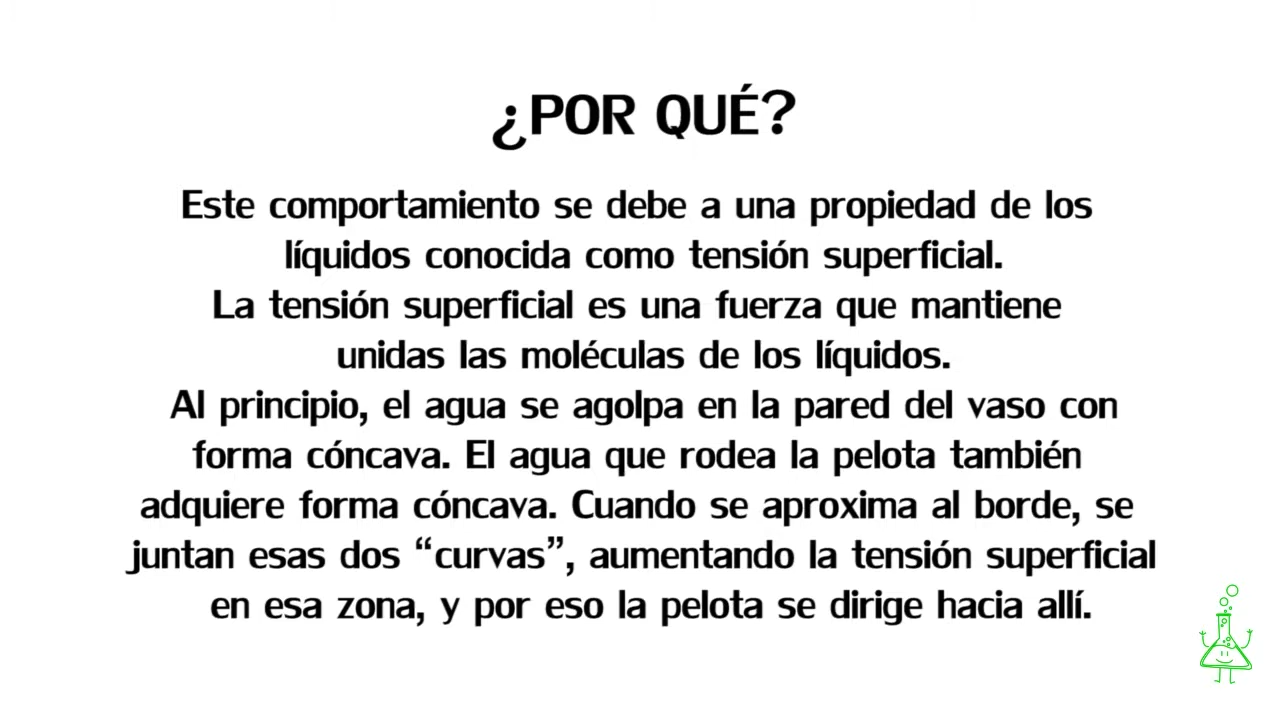 ¿POR QUÉ?
Este comportamiento se debe a una propiedad de los
líquidos conocida como tensión superficial.
La tensión superficial es una fuerza que mantiene
unidas las moléculas de los líquidos.
Al principio, el agua se agolpa en la pared del vaso con
forma cóncava. El agua que rodea la pelota también
adquiere forma cóncava. Cuando se aproxima al borde, se
juntan esas dos “curvas”, aumentando la tensión superficial
en esa zona, y por eso la pelota se dirige hacia allí.